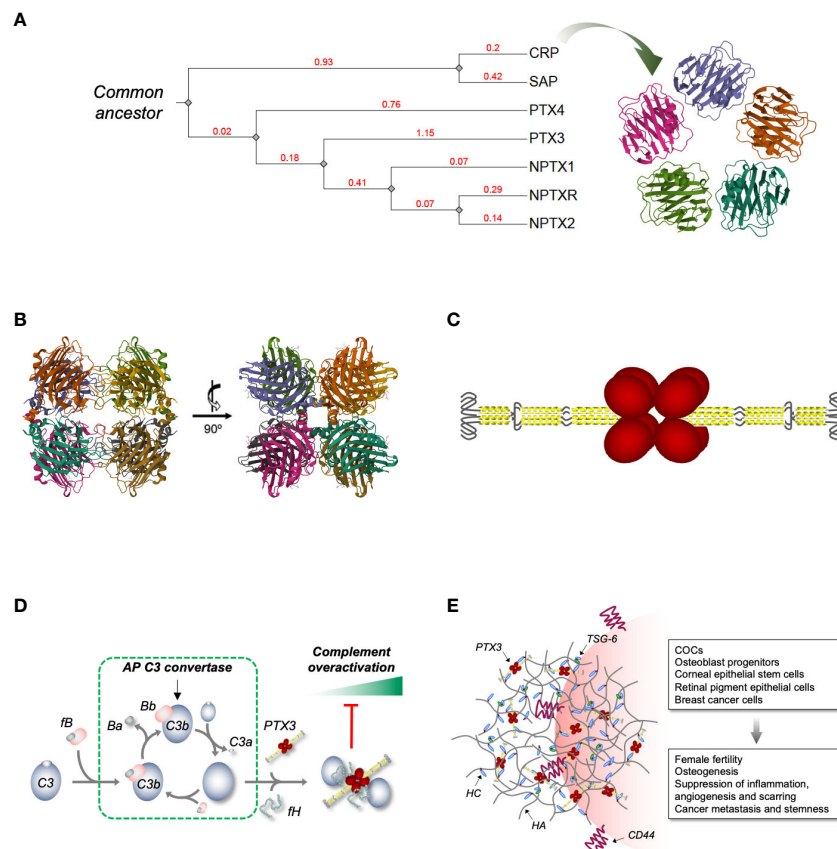 A
Common
ancestor
0.93
0.2
CRP
0.42
SAP
0.76
PTX4
0.02
1.15
PTX3
0.18
0.07
NPTX1
0.41
0.29
NPTXR
0.07
0.14
NPTX2
B
90º
C
D
AP C3 convertase
Complement
overactivation
fB
Ba
Bb
C3b
C3a
PTX3
C3
C3b
fH
E
PTX3
TSG-6
HC
HA
CD44
COCs
Osteoblast progenitors
Corneal epithelial stem cells
Retinal pigment epithelial cells
Breast cancer cells
Female fertility
Osteogenesis
Suppression of inflammation,
angiogenesis and scarring
Cancer metastasis and stemness